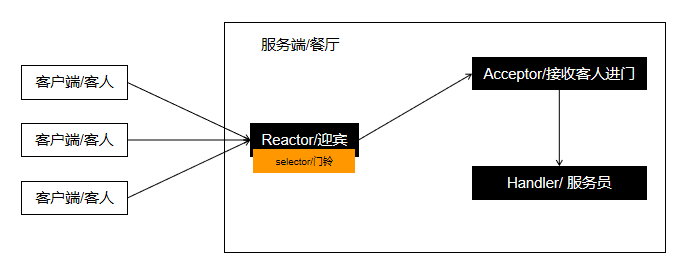 服务端/餐厅
客户端/客人
客户端/客人
客户端/客人
Reactor/迎宾
selector/门铃
Acceptor/接收客人进门
Handler/ 服务员